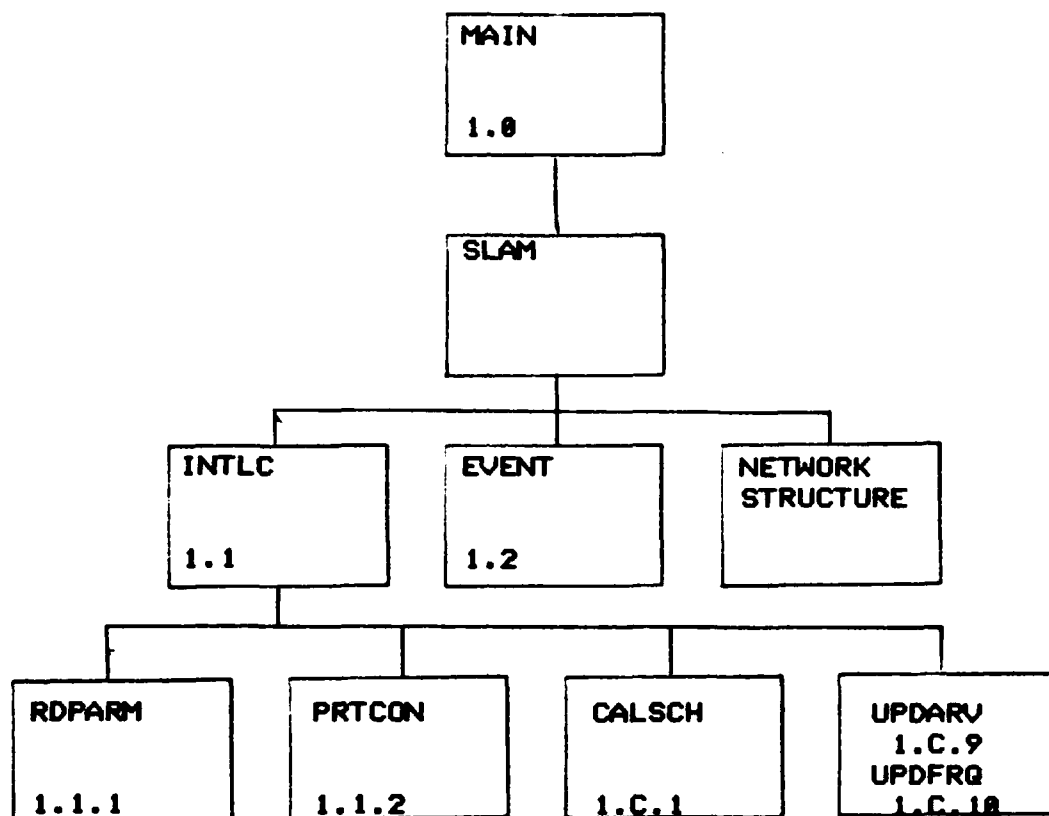 MAIN
1.0
SLAM
INTLC
1.1
EVENT
1.2
NETWORK
STRUCTURE
RDPARM
1.1.1
PRTCON
1.1.2
CALSCH
1.C.1
UPDARV
1.C.9
UPDFRQ
1.C.10